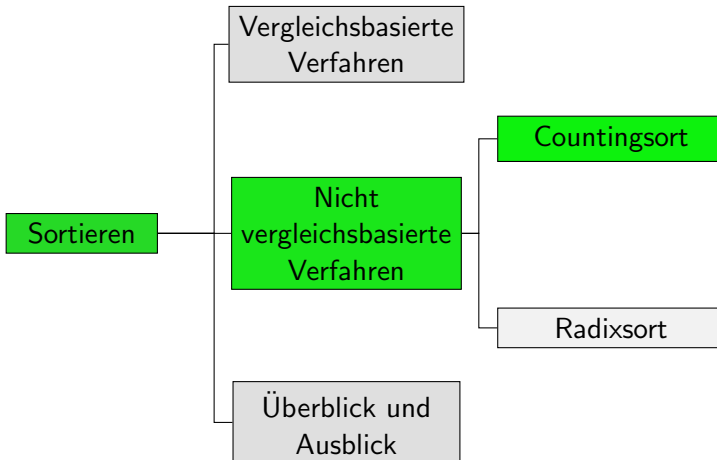 Vergleichsbasierte
Verfahren
Countingsort
Nicht
vergleichsbasierte
Verfahren
Sortieren
Radixsort
Überblick und
Ausblick